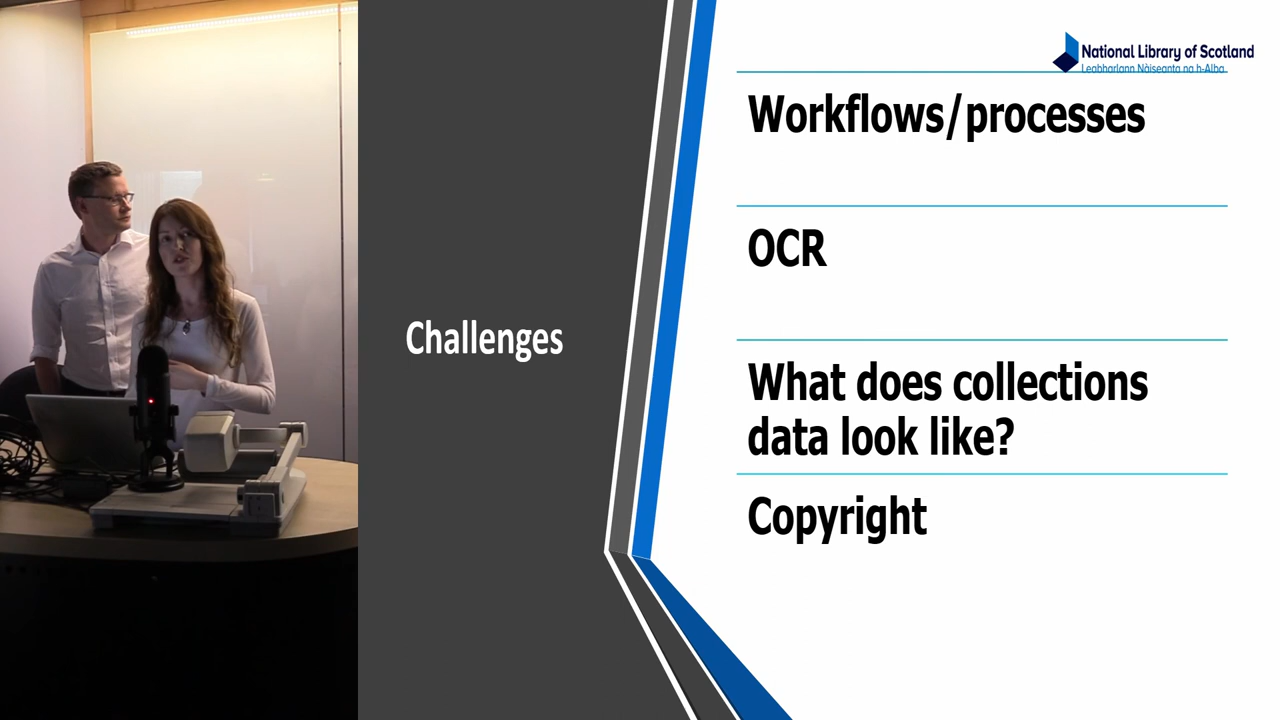 National Library of Scotland
Leabharlann Nàiseanta na h-Alba
Workflows/processes
OCR
Challenges
What does collections
data look like?
Copyright